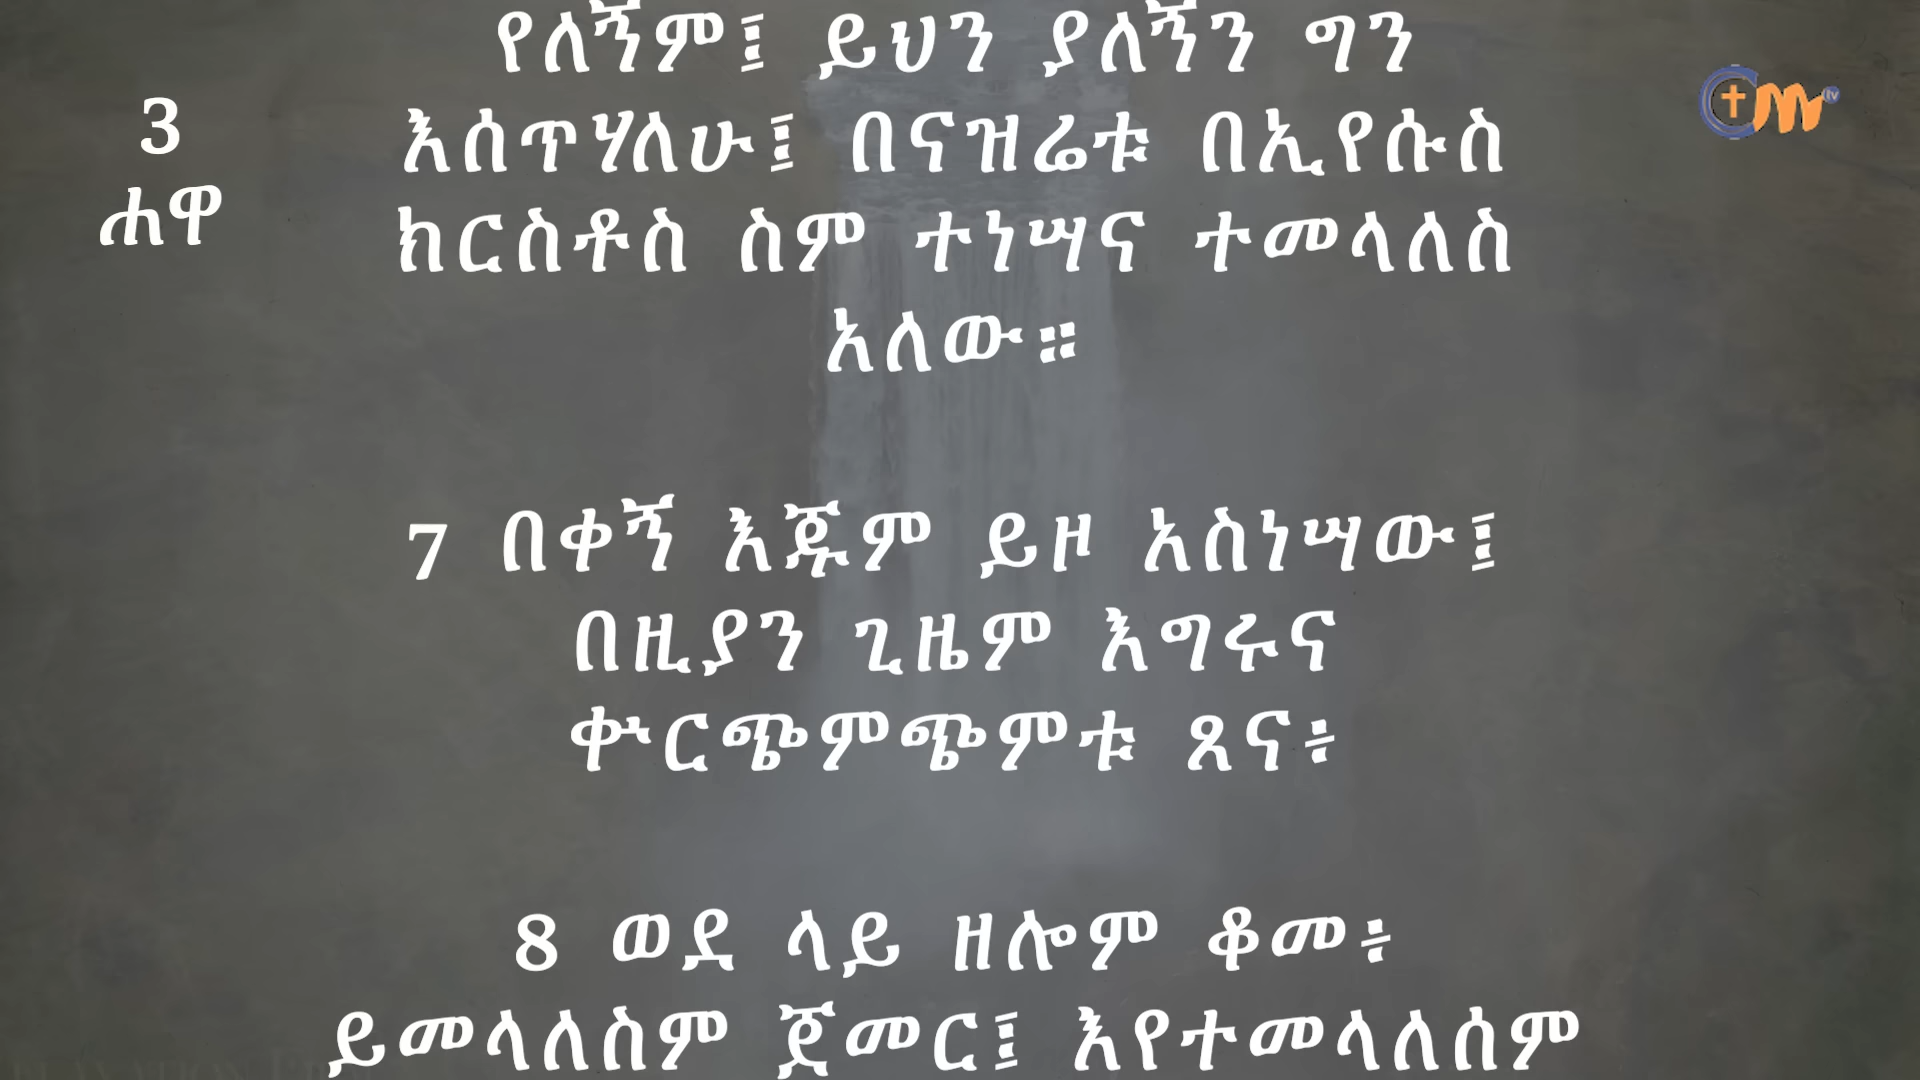 3
ሐዋ
የለኝም፤ ይህን ያለኝን ግን
እሰጥሃለሁ፤ በናዝሬቱ በኢየሱስ
ክርስቶስ ስም ተነሣና ተመላለስ
አለው።
7 በቀኝ እጁም ይዞ አስነሣው፤
በዚያን ጊዜም እግሩና
ቍርጭምጭምቱ ጸና፥
8 ወደ ላይ ዘሎም ቆመ፥
ይመላለስም ጀመር፤ እየተመላለሰም
tv